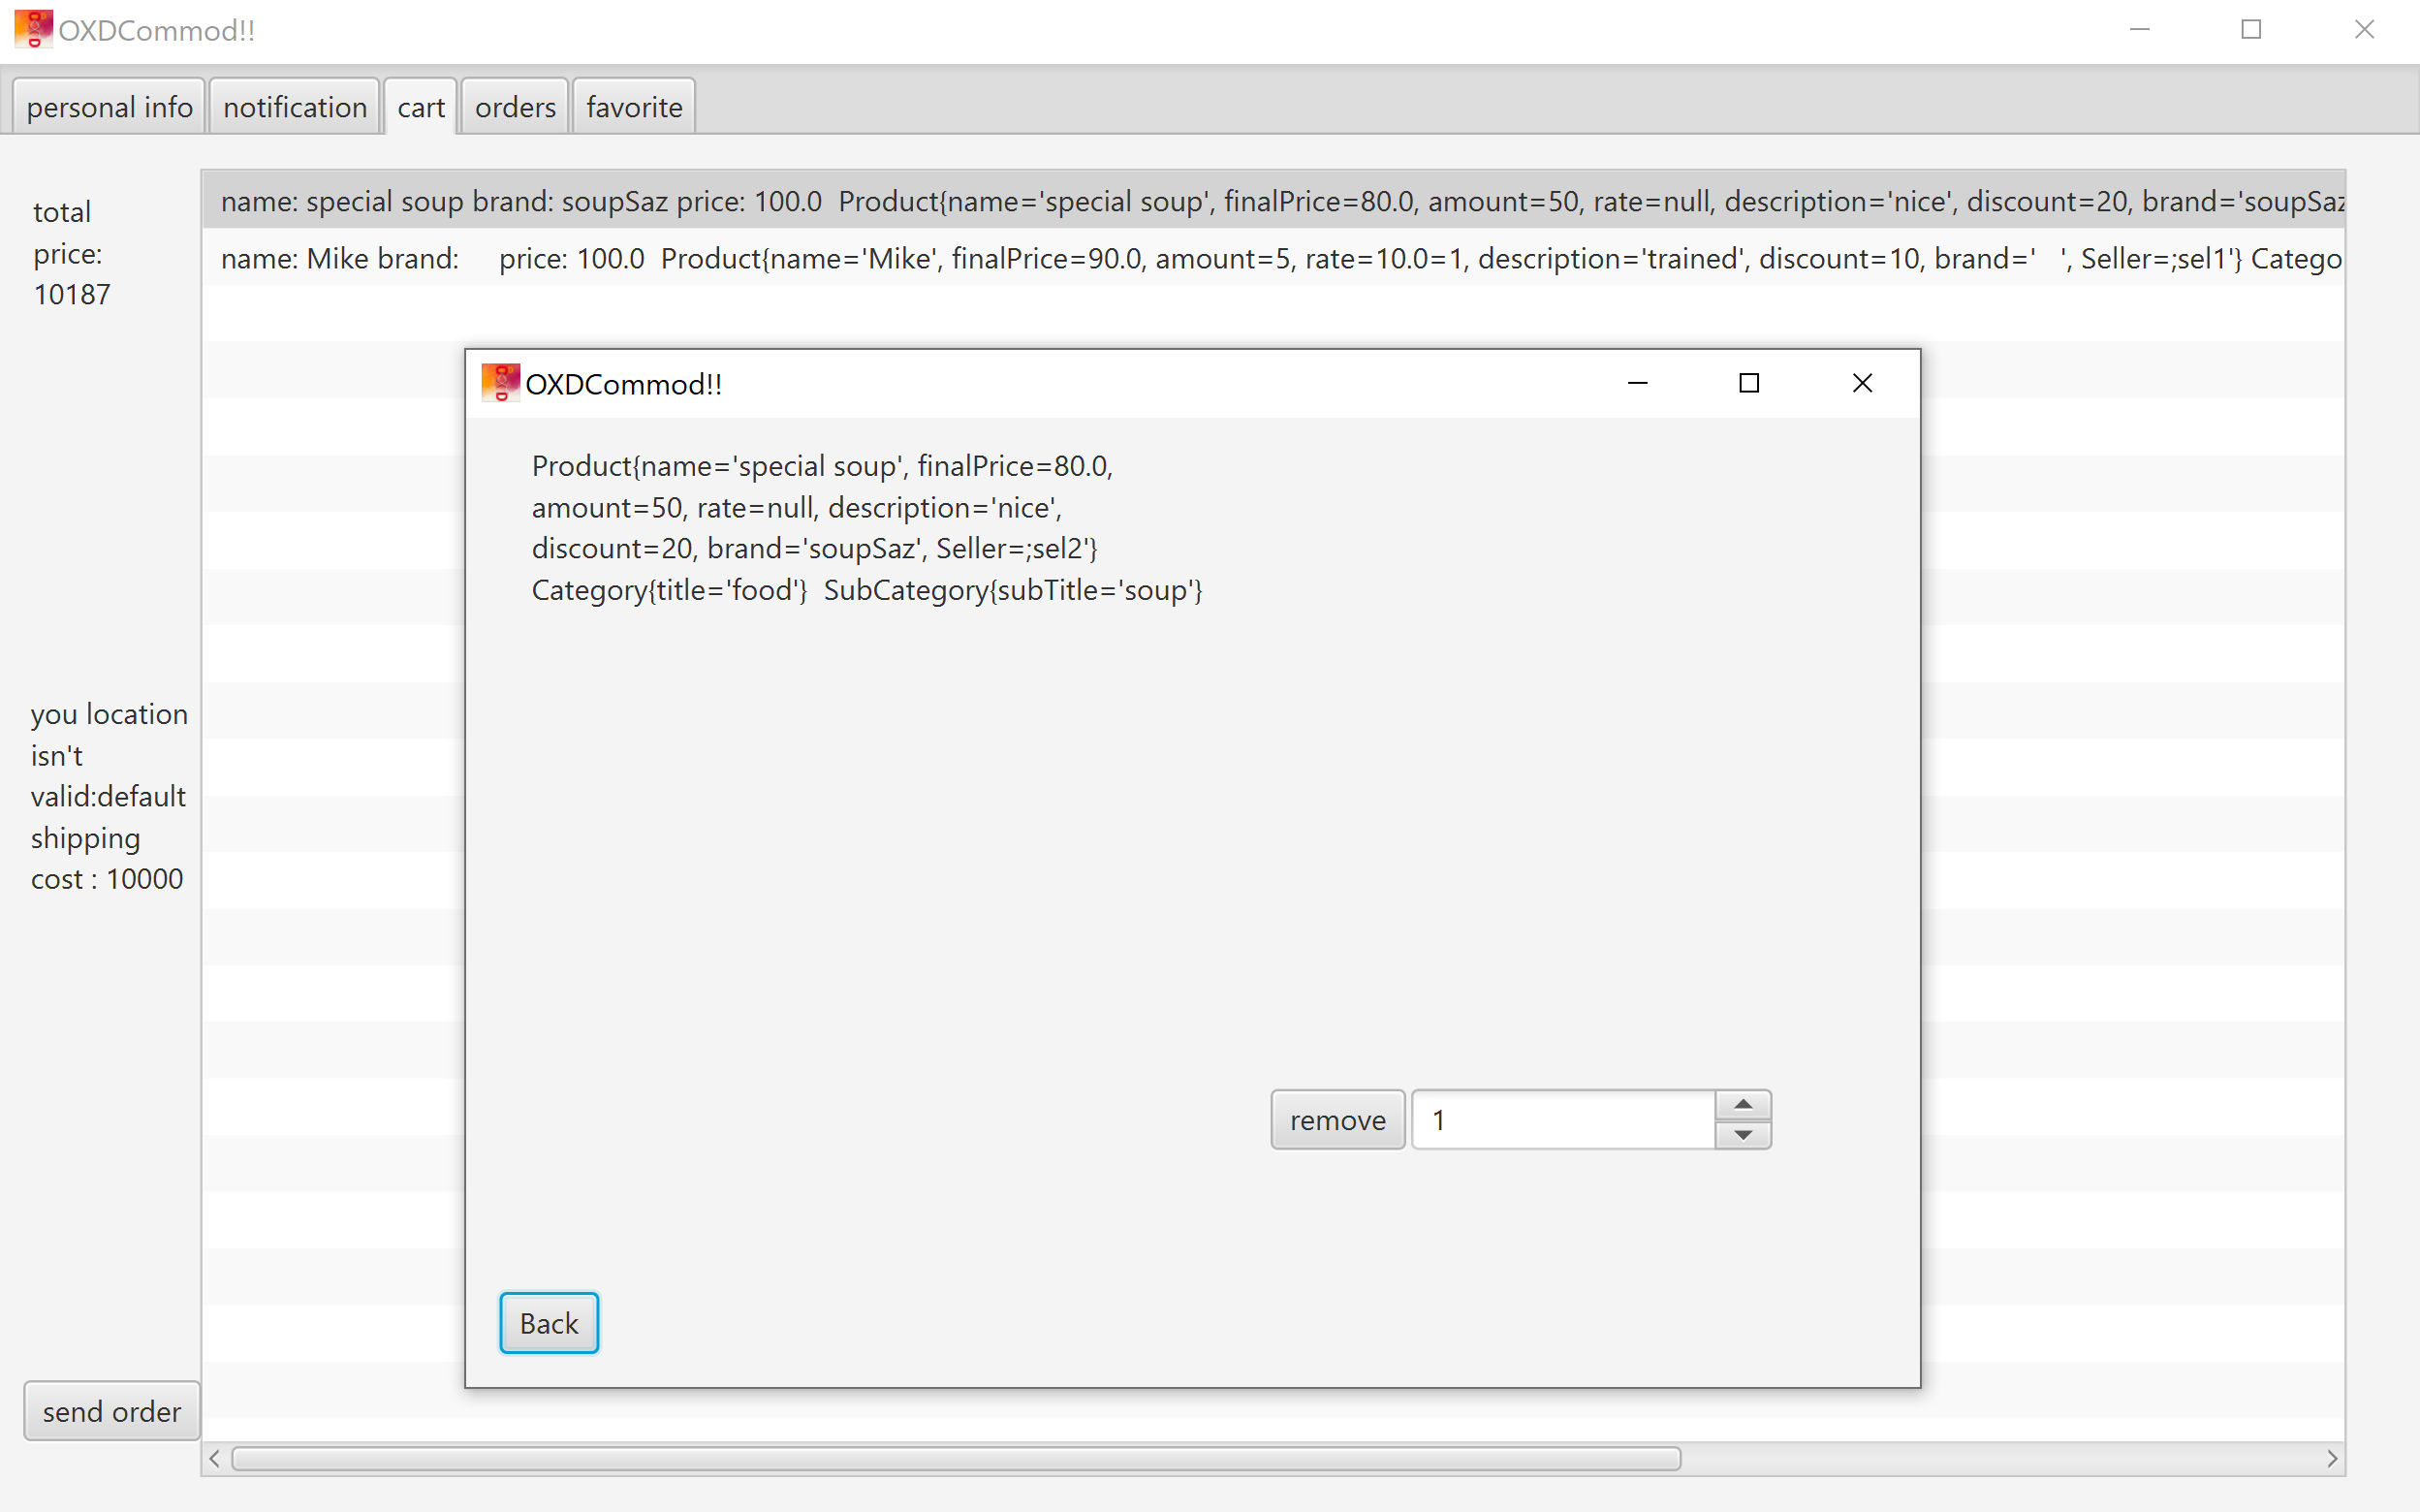 OXDCommod!!
personal info notification cart orders favorite
total
price:
10187
name: special soup brand: soupSaz price: 100.0 Product{name='special soup', finalPrice=80.0, amount=50, rate=null, description='nice', discount=20, brand='soupSaz
name: Mike brand: price: 100.0 Product{name='Mike', finalPrice=90.0, amount=5, rate=10.0=1, description='trained', discount=10, brand=' ', Seller=;sel1'} Catego
OXDCommod!!
Product{name='special soup', finalPrice=80.0,
amount=50, rate=null, description='nice',
discount=20, brand='soupSaz', Seller=;sel2'}
Category{title='food'} SubCategory{subTitle='soup'}
you location
isn't
valid:default
shipping
cost : 10000
remove 1
Back
send order